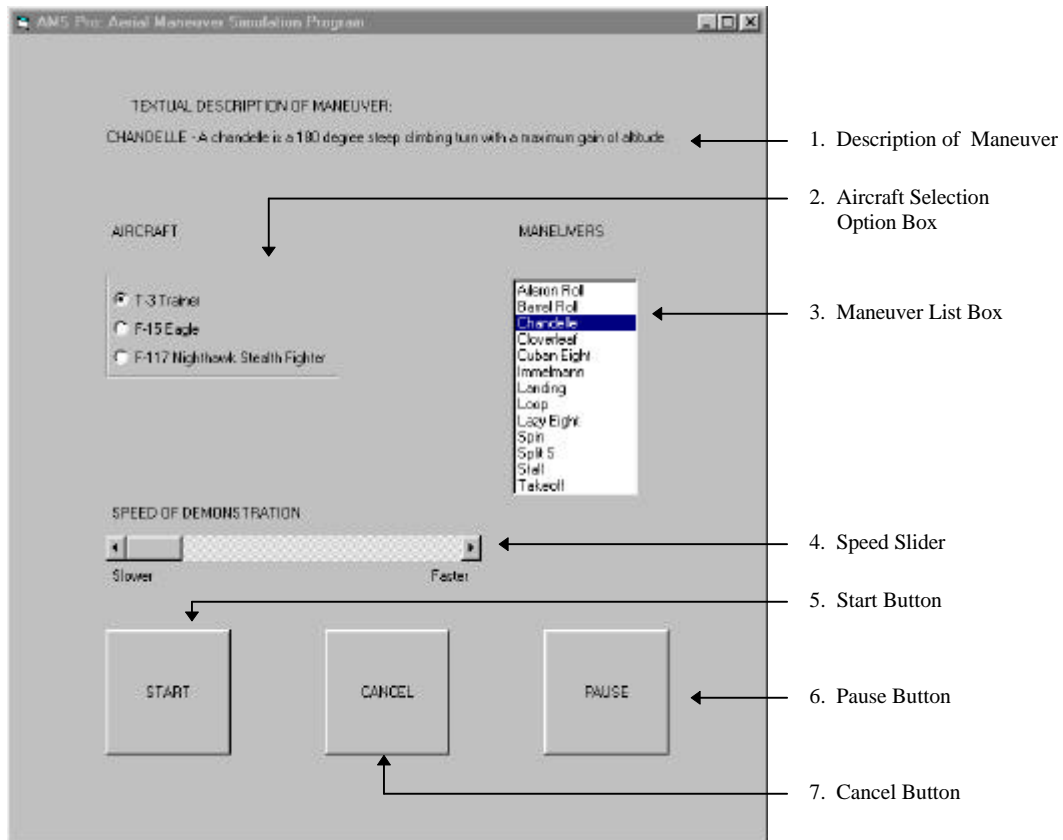 AMS Pro: Aerial Maneuver Simulation Program
TEXTUAL DESCRIPTION OF MANEUVER:
CHANDELLE - A chandelle is a 180 degree steep climbing turn with a maximum gain of altitude
1. Description of Maneuver
2. Aircraft Selection
Option Box
AIRCRAFT
MANEUVERS
T-3 Trainer
F-15 Eagle
F-117 Nighthawk Stealth Fighter
Aileron Roll
Barrel Roll
Chandelle
Cloverleaf
Cuban Eight
Immelmann
Landing
Loop
Lazy Eight
Spin
Split S
Stall
Takeoff
3. Maneuver List Box
SPEED OF DEMONSTRATION
Slower
Faster
4. Speed Slider
5. Start Button
START
CANCEL
PAUSE
6. Pause Button
7. Cancel Button